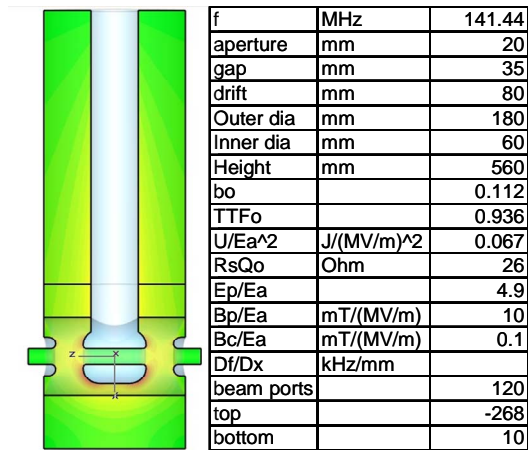 f MHz 141.44
aperture mm 20
gap mm 35
drift mm 80
Outer dia mm 180
Inner dia mm 60
Height mm 560
bo 0.112
TTFo 0.936
U/Ea^2 J/(MV/m)^2 0.067
RsQo Ohm 26
Ep/Ea 4.9
Bp/Ea mT/(MV/m) 10
Bc/Ea mT/(MV/m) 0.1
Df/Dx kHz/mm
z x
beam ports 120
top -268
bottom 10